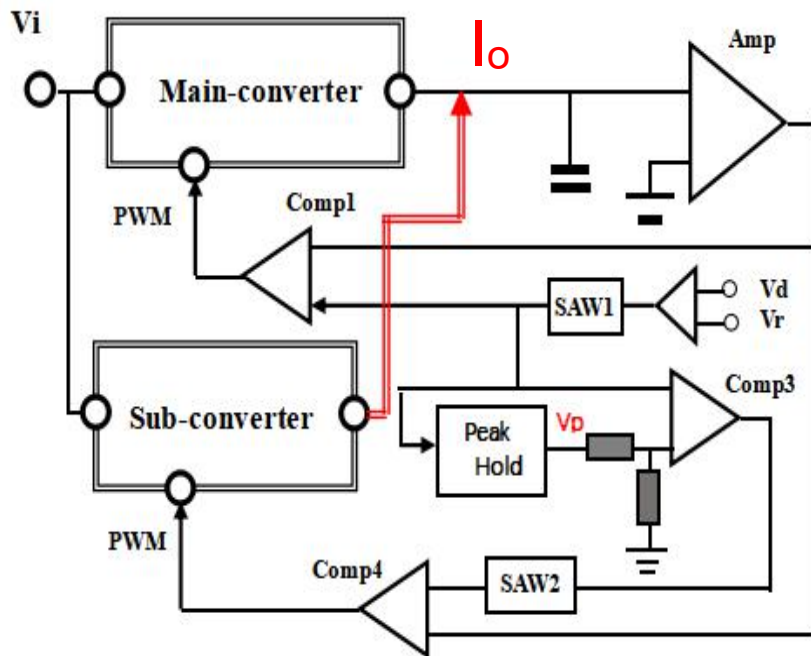 Vi
Io
Amp
Main-converter
PWM
Comp1
SAW1
Vd
Vr
Sub-converter
Comp3
Peak
Hold
Vp
PWM
Comp4
SAW2